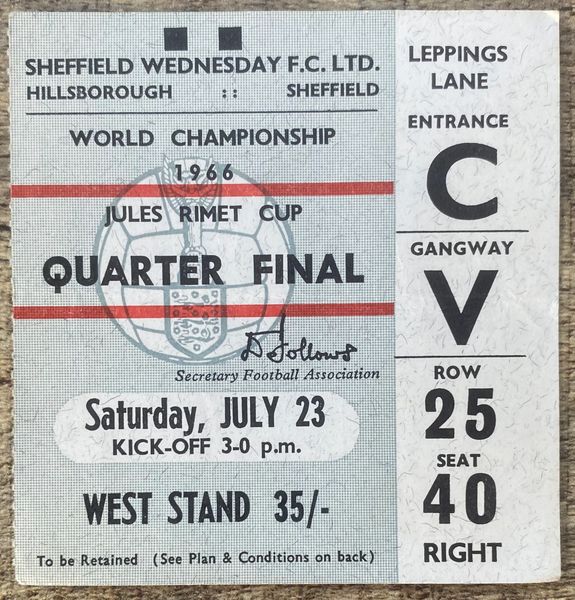 SHEFFIELD WEDNESDAY F.C. LTD.
HILLSBOROUGH :: SHEFFIELD
WORLD CHAMPIONSHIP
1966
JULES RIMET CUP
QUARTER FINAL
D Follows
Secretary Football Association
Saturday, JULY 23
KICK-OFF 3-0 p.m.
WEST STAND 35/-
To be Retained (See Plan & Conditions on back)
LEPPINGS
LANE
ENTRANCE
C
GANGWAY
V
ROW
25
SEAT
40
RIGHT